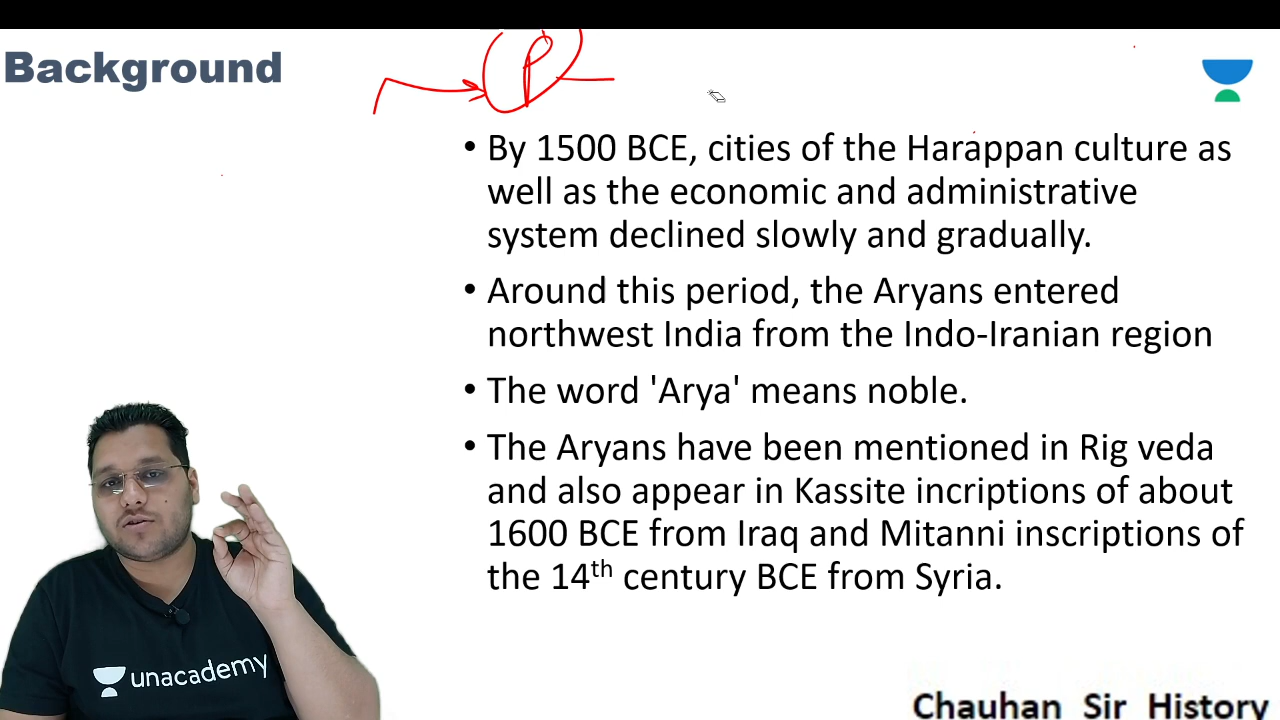 Background
P
• By 1500 BCE, cities of the Harappan culture as
well as the economic and administrative
system declined slowly and gradually.
• Around this period, the Aryans entered
northwest India from the Indo-Iranian region
• The word 'Arya' means noble.
• The Aryans have been mentioned in Rig veda
and also appear in Kassite incriptions of about
1600 BCE from Iraq and Mitanni inscriptions of
the 14th century BCE from Syria.
unacademy
Chauhan Sir History